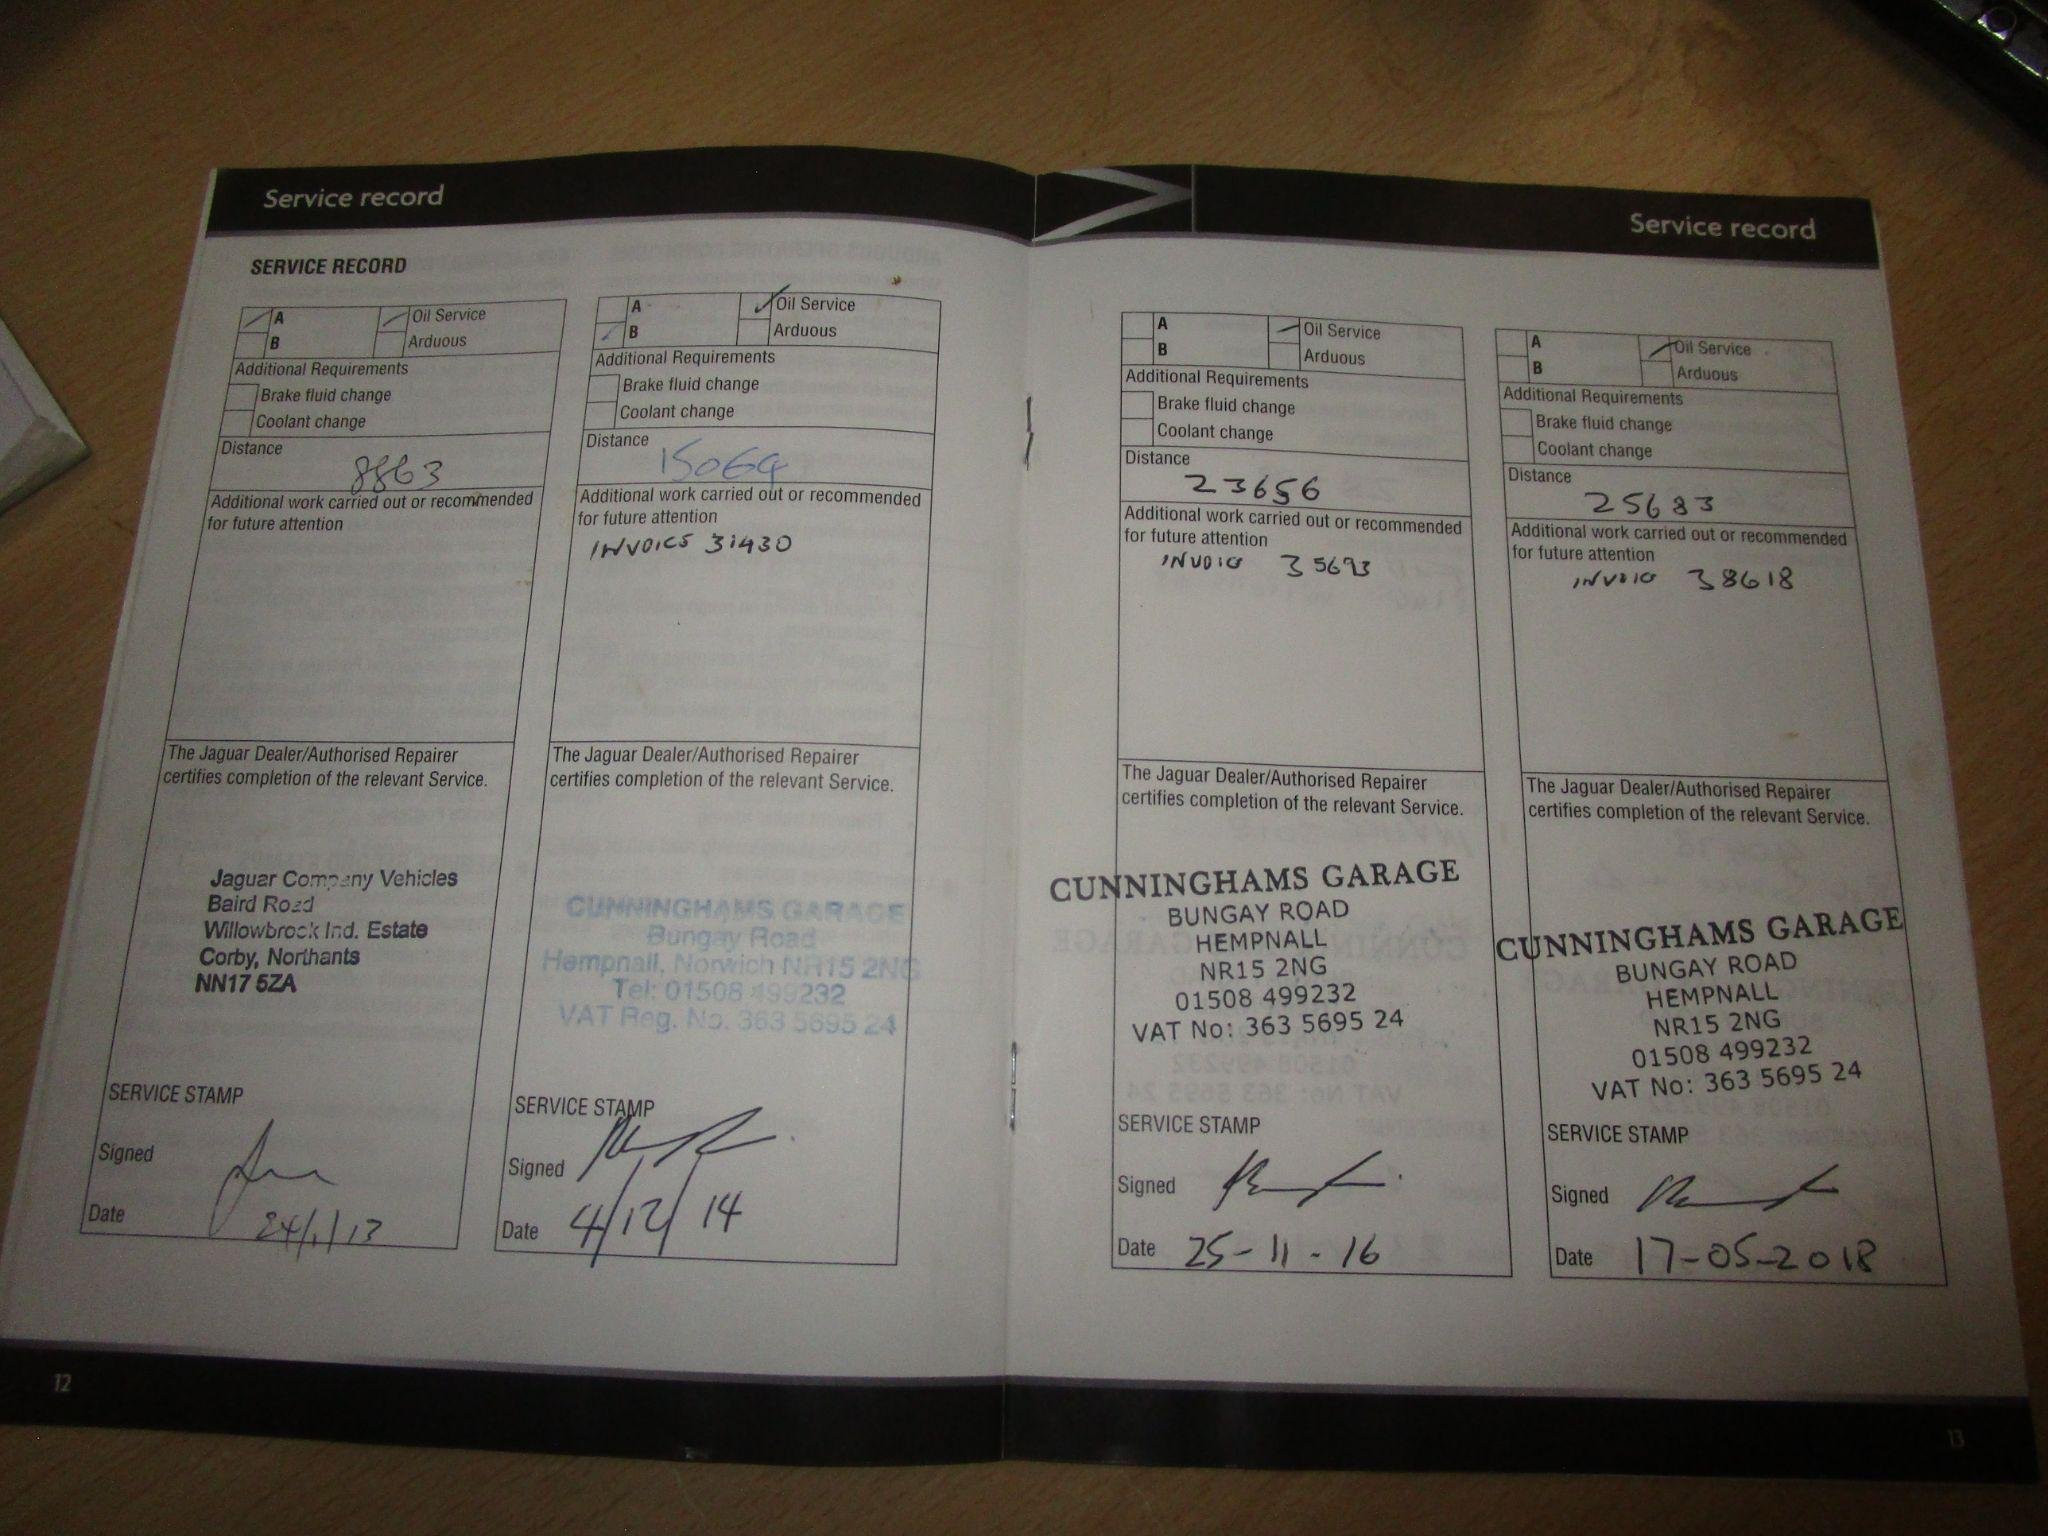 Service record
SERVICE RECORD
A
Oil Service
B
Arduous
Additional Requirements
Brake fluid change
Coolant change
Distance
8863
Additional work carried out or recommended
for future attention
The Jaguar Dealer/Authorised Repairer
certifies completion of the relevant Service.
Jaguar Company Vehicles
Baird Road
Willowbrook Ind. Estate
Corby, Northants
NN17 5ZA
SERVICE STAMP
Signed
Date 24/1/13
A
Oil Service
B
Arduous
Additional Requirements
Brake fluid change
Coolant change
Distance
15064
Additional work carried out or recommended
for future attention
INVOICE 31430
The Jaguar Dealer/Authorised Repairer
certifies completion of the relevant Service.
CUNNINGHAMS GARAGE
Bungay Road
Hempnall, Norwich NR15 2NG
Tel: 01508 499232
VAT Reg. No. 363 5695 24
SERVICE STAMP
Signed
Date 4/12/14
12
Service record
A
Oil Service
B
Arduous
Additional Requirements
Brake fluid change
Coolant change
Distance
23656
Additional work carried out or recommended
for future attention
INVOIC 35693
The Jaguar Dealer/Authorised Repairer
certifies completion of the relevant Service.
CUNNINGHAMS GARAGE
BUNGAY ROAD
HEMPNALL
NR15 2NG
01508 499232
VAT No: 363 5695 24
SERVICE STAMP
Signed
Date 25-11-16
A
Oil Service
B
Arduous
Additional Requirements
Brake fluid change
Coolant change
Distance
25683
Additional work carried out or recommended
for future attention
INVOIC 38618
The Jaguar Dealer/Authorised Repairer
certifies completion of the relevant Service.
CUNNINGHAMS GARAGE
BUNGAY ROAD
HEMPNALL
NR15 2NG
01508 499232
VAT No: 363 5695 24
SERVICE STAMP
Signed
Date 17-05-2018
13